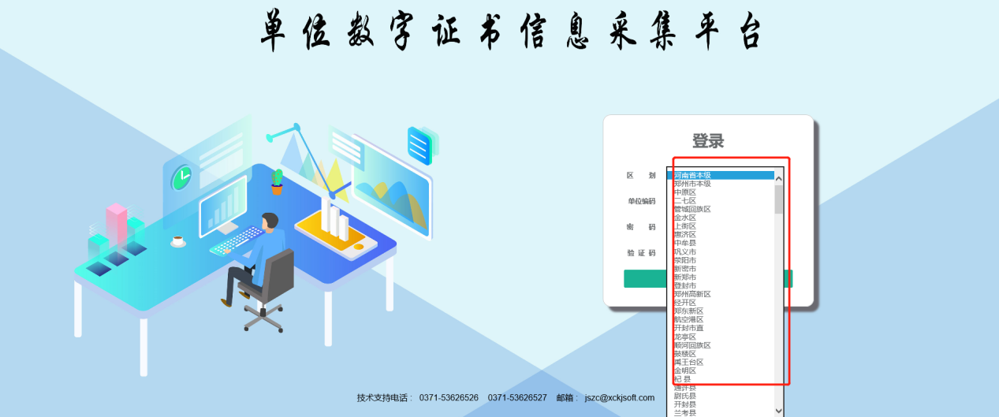 单位数字证书信息采集平台
登录
区 划
河南省本级
郑州市本级
中原区
二七区
管城回族区
金水区
上街区
惠济区
中牟县
巩义市
荥阳市
新密市
新郑市
登封市
郑州高新区
经开区
郑东新区
航空港区
开封市直
龙亭区
顺河回族区
鼓楼区
禹王台区
金明区
杞 县
通许县
尉氏县
开封县
兰考县
单位编码
密 码
验 证 码
技术支持电话： 0371-53626526 0371-53626527 邮箱： jszc@xckjsoft.com